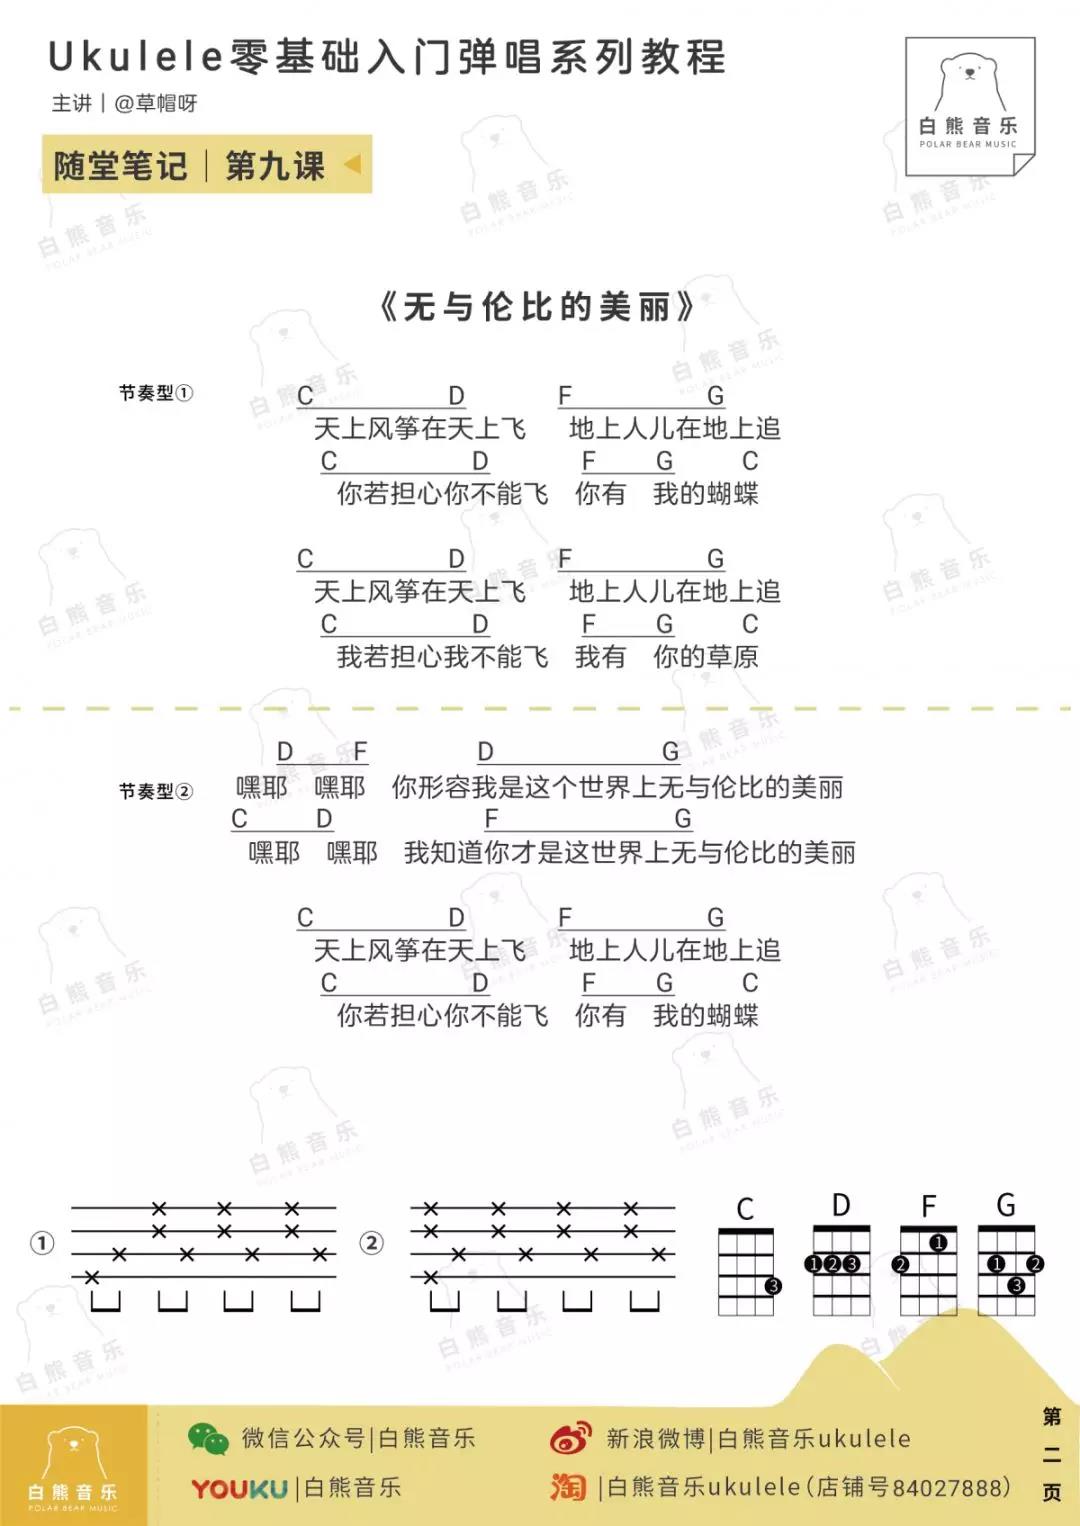 Ukulele零基础入门弹唱系列教程
主讲｜@草帽呀
白熊音乐
POLAR BEAR MUSIC
随堂笔记｜第九课
《无与伦比的美丽》
节奏型①
C D F G
天上风筝在天上飞 地上人儿在地上追
C D F G C
你若担心你不能飞 你有 我的蝴蝶
C D F G
天上风筝在天上飞 地上人儿在地上追
C D F G C
我若担心我不能飞 我有 你的草原
D F D G
节奏型② 嘿耶 嘿耶 你形容我是这个世界上无与伦比的美丽
C D F G
嘿耶 嘿耶 我知道你才是这世界上无与伦比的美丽
C D F G
天上风筝在天上飞 地上人儿在地上追
C D F G C
你若担心你不能飞 你有 我的蝴蝶
① ② C D F G
3 1 2 3 1 2 1 2 3
微信公众号|白熊音乐 新浪微博|白熊音乐ukulele
YOUKU|白熊音乐 淘|白熊音乐ukulele(店铺号84027888)
白熊音乐
POLAR BEAR MUSIC
第二页